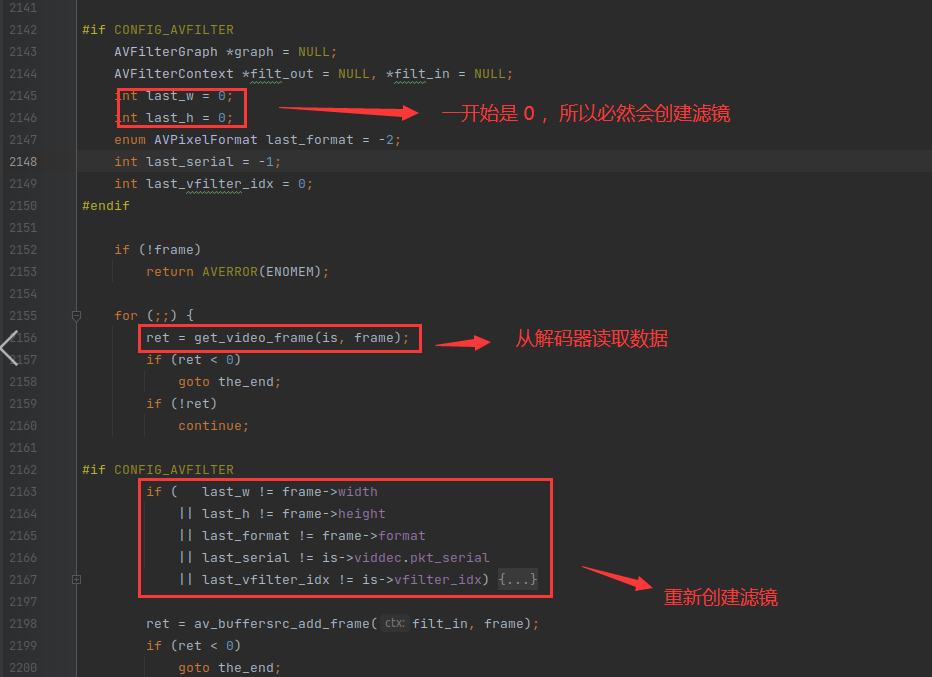 2141
2142 #if CONFIG_AVFILTER
2143 AVFilterGraph *graph = NULL;
2144 AVFilterContext *filt_out = NULL, *filt_in = NULL;
2145 int last_w = 0;
2146 int last_h = 0; 一开始是 0 ，所以必然会创建滤镜
2147 enum AVPixelFormat last_format = -2;
2148 int last_serial = -1;
2149 int last_vfilter_idx = 0;
2150 #endif
2151
2152 if (!frame)
2153 return AVERROR(ENOMEM);
2154
2155 for (;;) {
2156 ret = get_video_frame(is, frame); 从解码器读取数据
2157 if (ret < 0)
2158 goto the_end;
2159 if (!ret)
2160 continue;
2161
2162 #if CONFIG_AVFILTER
2163 if ( last_w != frame->width
2164 || last_h != frame->height
2165 || last_format != frame->format
2166 || last_serial != is->viddec.pkt_serial
2167 || last_vfilter_idx != is->vfilter_idx) {...}
2197 重新创建滤镜
2198 ret = av_buffersrc_add_frame( ctx: filt_in, frame);
2199 if (ret < 0)
2200 goto the_end;